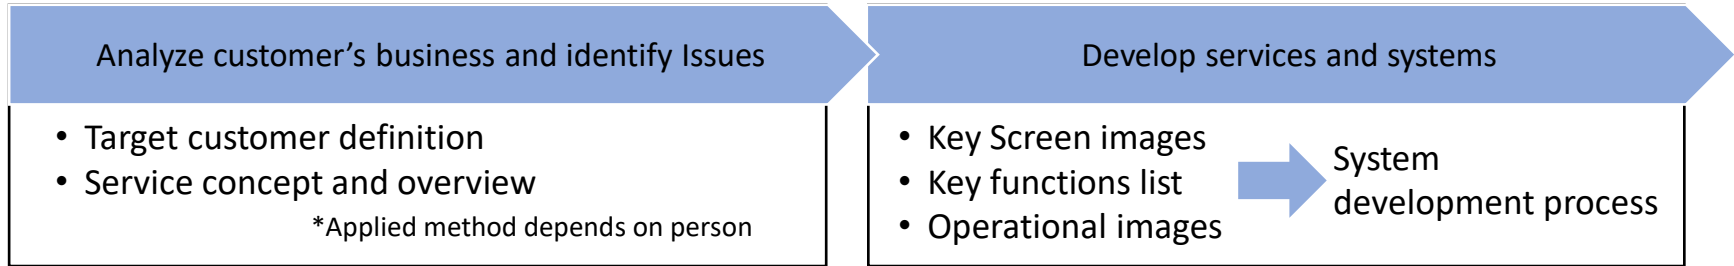 Analyze customer’s business and identify Issues
• Target customer definition
• Service concept and overview
*Applied method depends on person
Develop services and systems
• Key Screen images
• Key functions list
• Operational images
System
development process